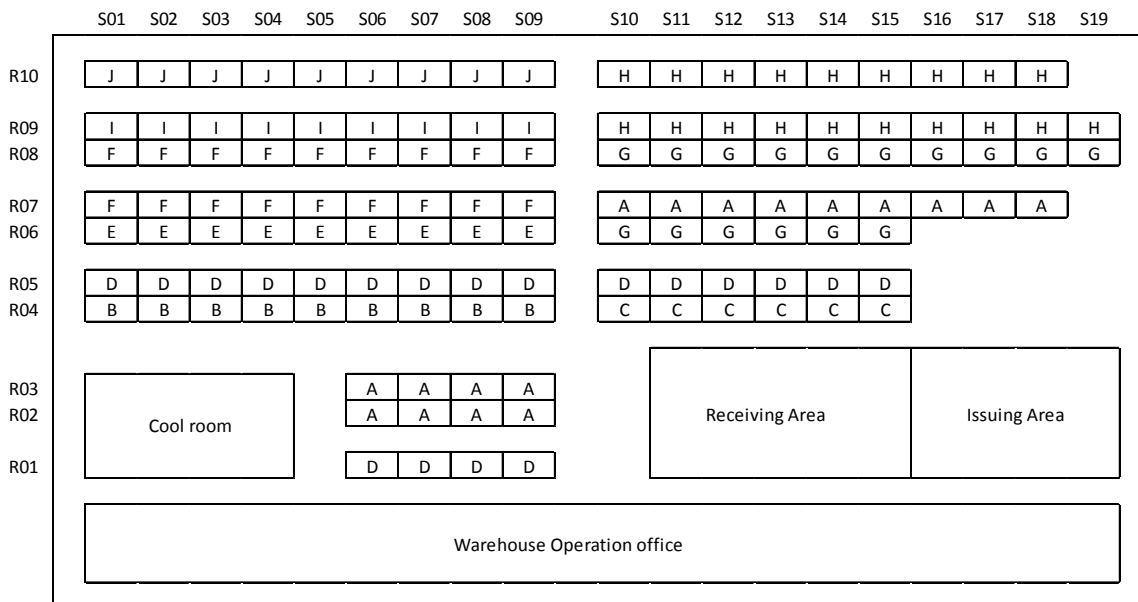 S01 S02 S03 S04 S05 S06 S07 S08 S09 S10 S11 S12 S13 S14 S15 S16 S17 S18 S19
R10 J J J J J J J J J H H H H H H H H H
R09 I I I I I I I I I H H H H H H H H H H
R08 F F F F F F F F F G G G G G G G G G G
R07 F F F F F F F F F A A A A A A A A A
R06 E E E E E E E E E G G G G G G
R05 D D D D D D D D D D D D D D D
R04 B B B B B B B B B C C C C C C
R03 A A A A
R02 A A A A
Cool room Receiving Area Issuing Area
R01 D D D D
Warehouse Operation office